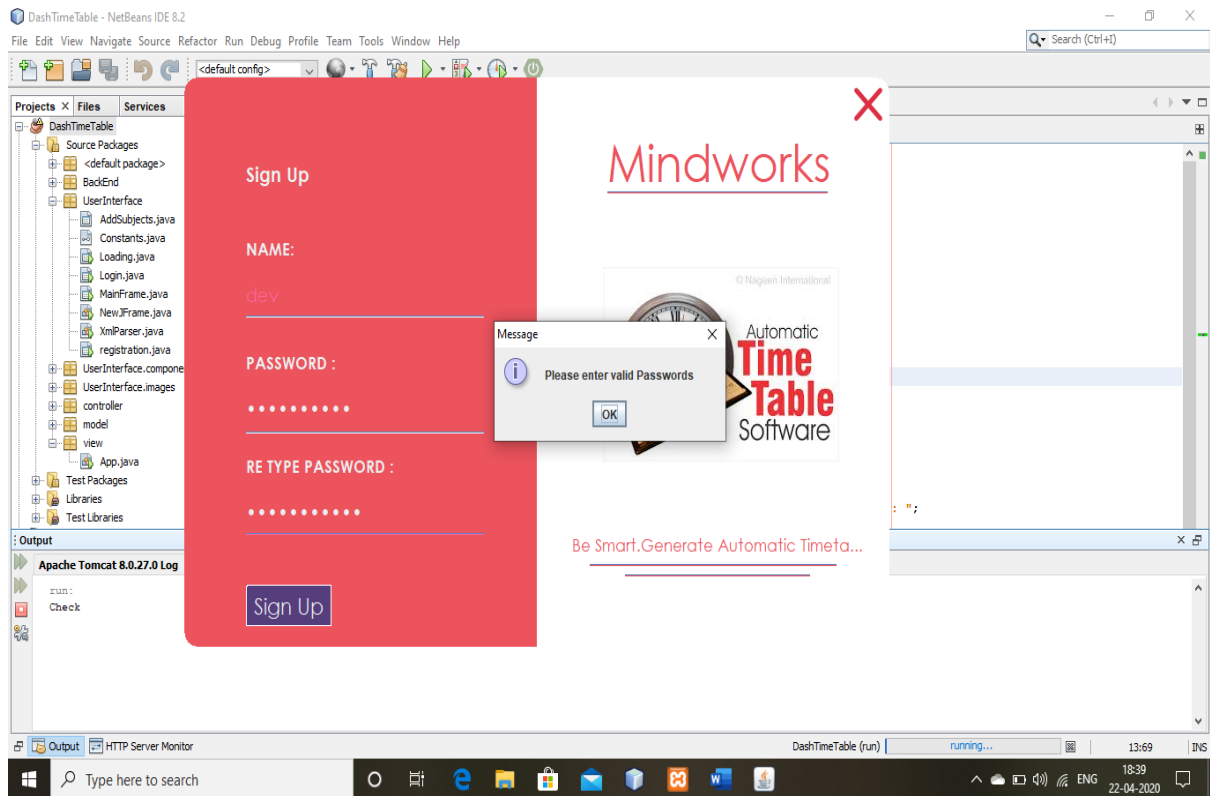 DashTimeTable - NetBeans IDE 8.2
File Edit View Navigate Source Refactor Run Debug Profile Team Tools Window Help
Search (Ctrl+I)
<default config>
Projects Files Services
DashTimeTable
Source Packages
<default package>
BackEnd
UserInterface
AddSubjects.java
Constants.java
Loading.java
Login.java
MainFrame.java
NewJFrame.java
XmlParser.java
registration.java
UserInterface.compone
UserInterface.images
controller
model
view
App.java
Test Packages
Libraries
Test Libraries
Sign Up
NAME:
dev
PASSWORD :
RE TYPE PASSWORD :
Sign Up
Mindworks
© Nageen International
Automatic
Time
Table
Software
Message
Please enter valid Passwords
OK
Be Smart.Generate Automatic Timeta...
: ";
Output
Apache Tomcat 8.0.27.0 Log
run:
Check
Output HTTP Server Monitor
DashTimeTable (run) running... 13:69 INS
Type here to search
ENG
18:39
22-04-2020